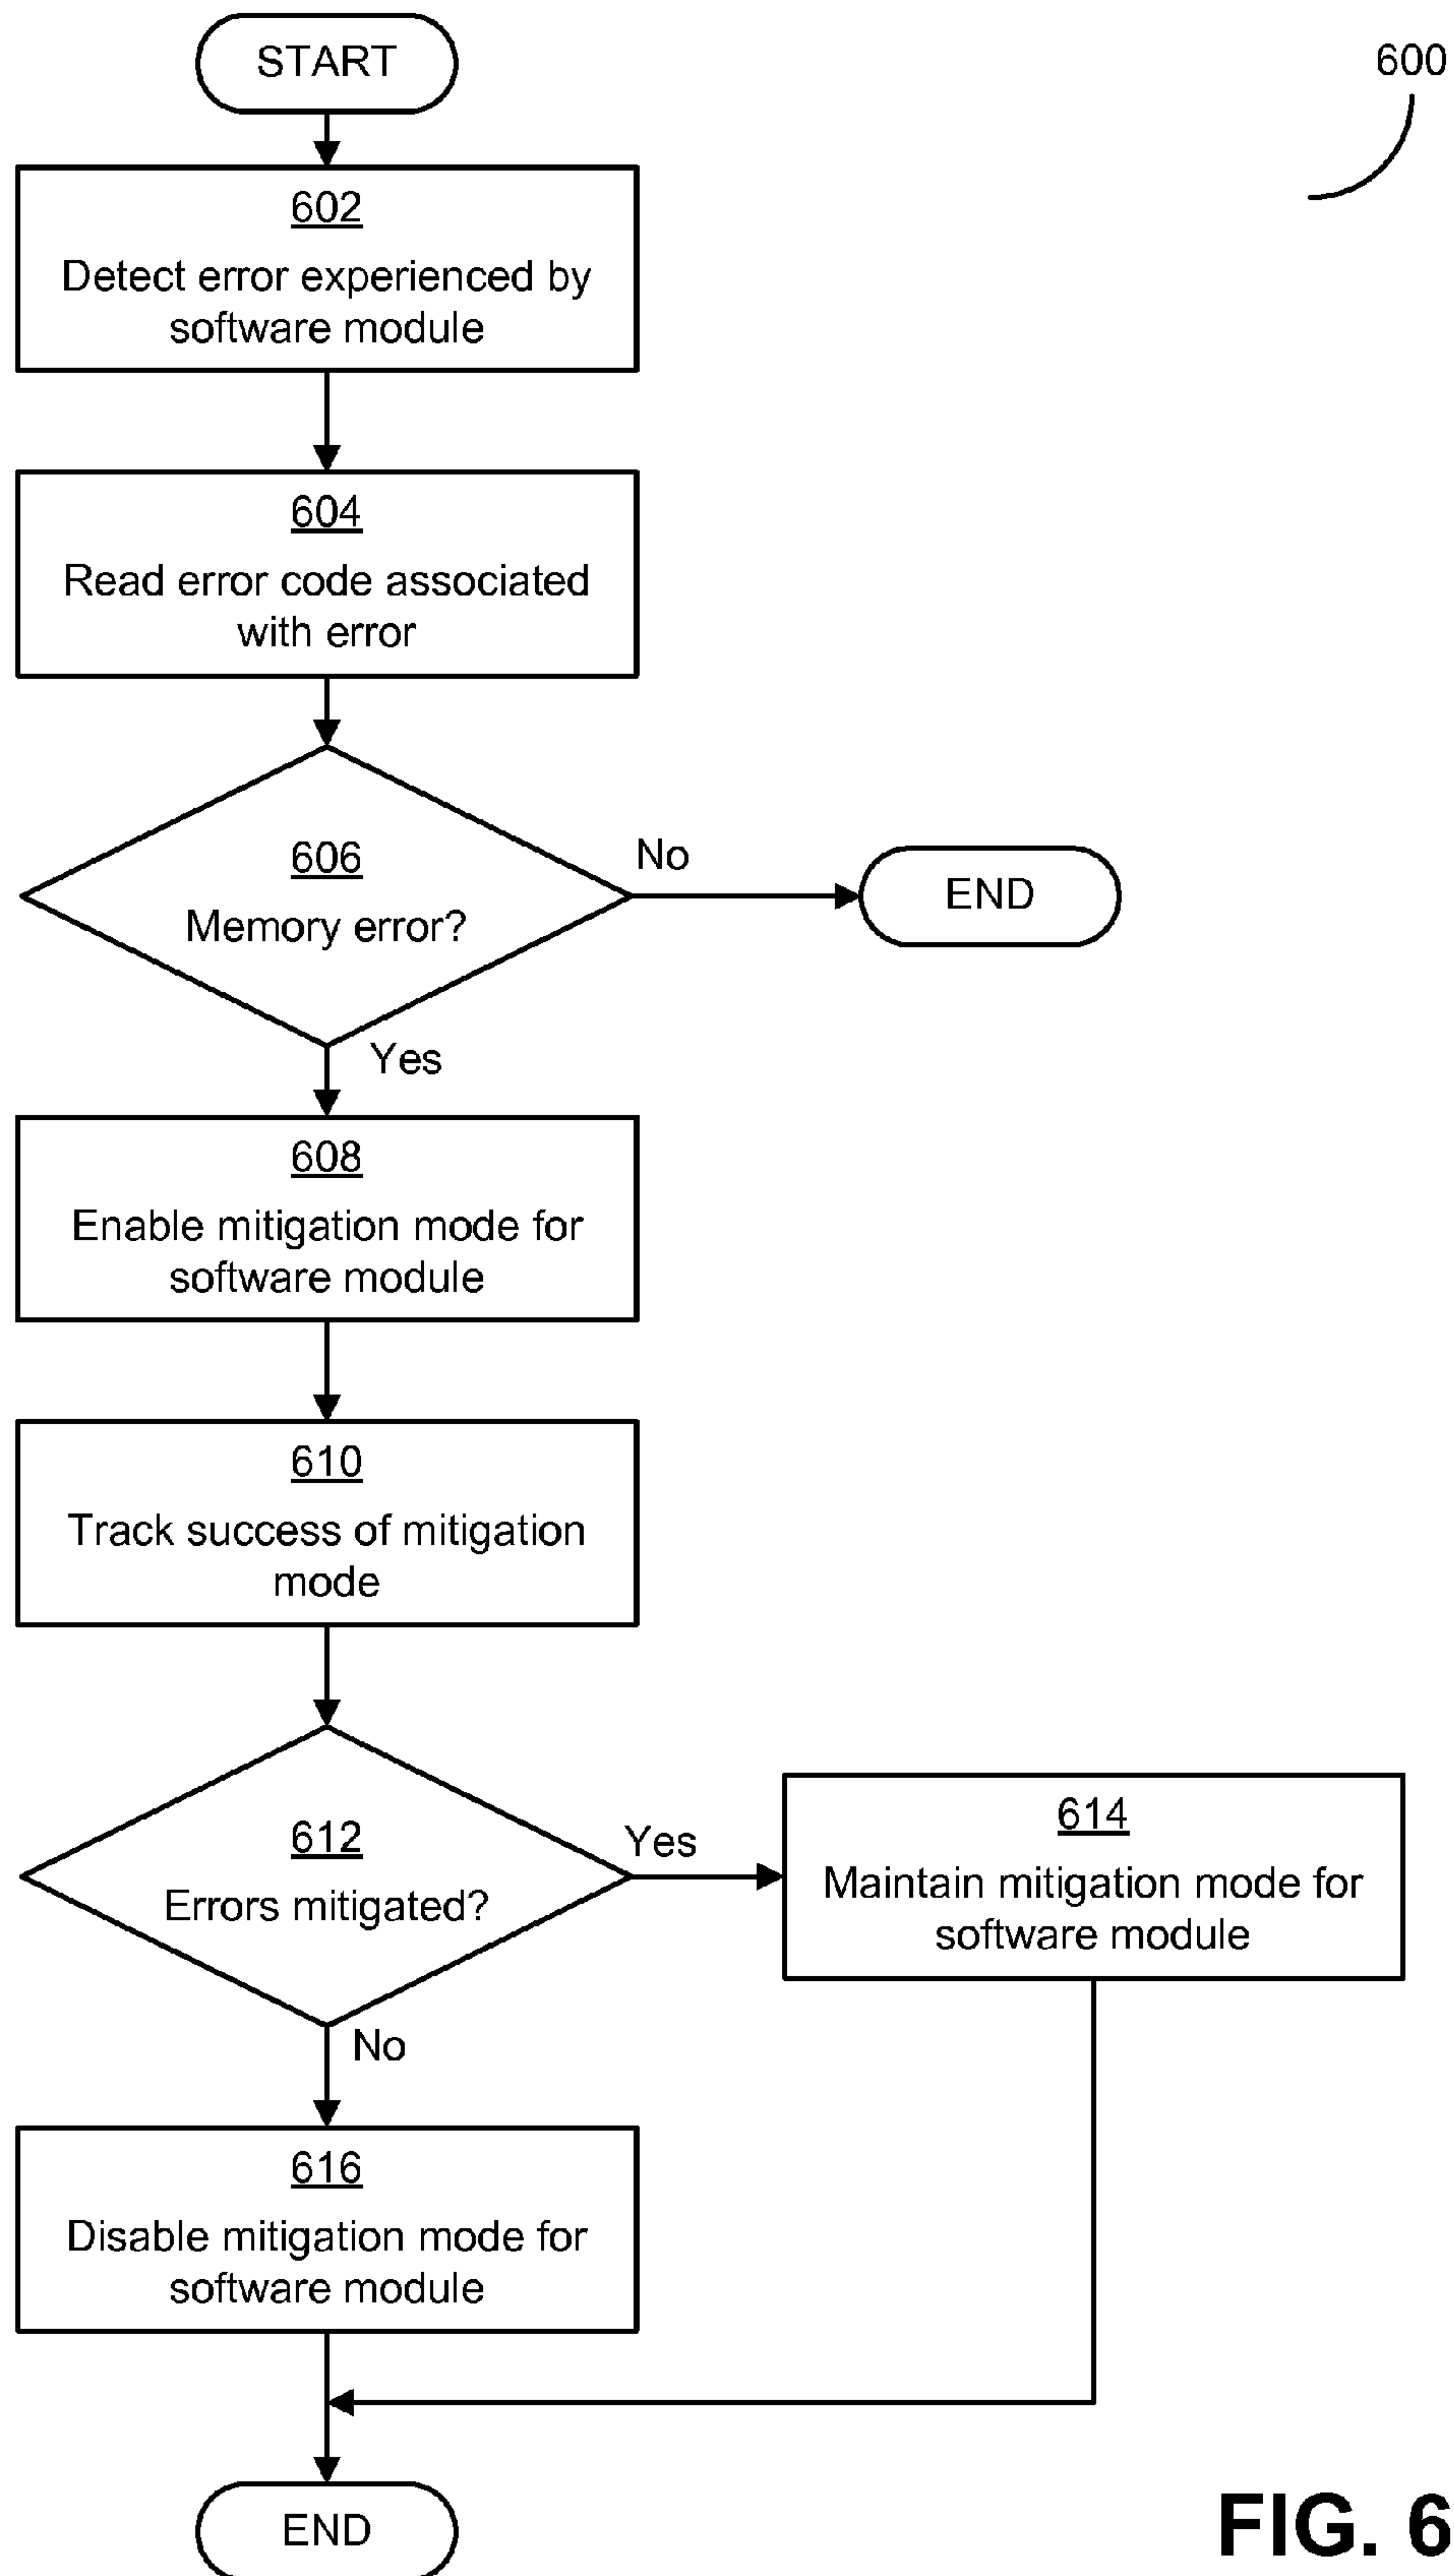 START
600
602
Detect error experienced by
software module
604
Read error code associated
with error
606
Memory error?
No
END
Yes
608
Enable mitigation mode for
software module
610
Track success of mitigation
mode
612
Errors mitigated?
Yes
614
Maintain mitigation mode for
software module
No
616
Disable mitigation mode for
software module
END
FIG. 6